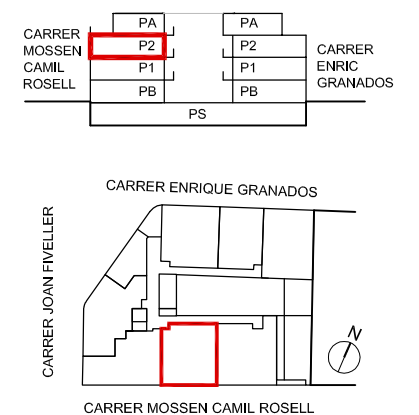 PA PA
CARRER
MOSSEN
CAMIL
ROSELL
P2 P2
P1 P1
PB PB
CARRER
ENRIC
GRANADOS
PS
CARRER ENRIQUE GRANADOS
CARRER JOAN FIVELLER
N
CARRER MOSSEN CAMIL ROSELL